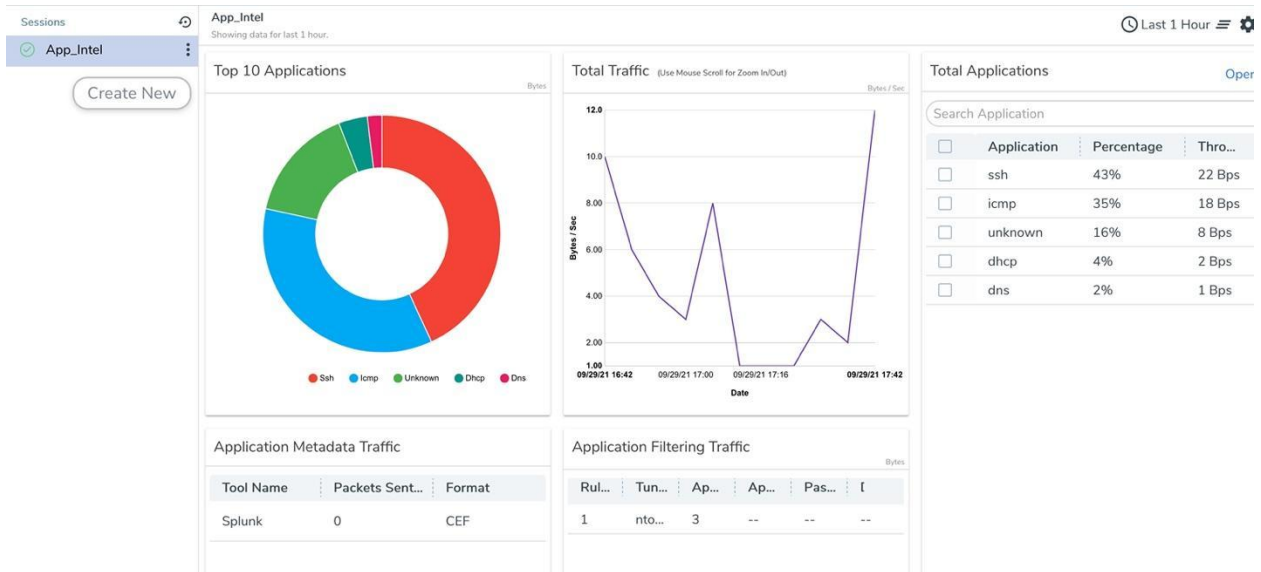 Sessions
App_Intel
Create New
App_Intel
Showing data for last 1 hour.
Last 1 Hour
Top 10 Applications
Bytes
Ssh Icmp Unknown Dhcp Dns
Total Traffic (Use Mouse Scroll for Zoom In/Out)
Bytes / Sec
12.0
10.0
8.00
6.00
4.00
2.00
1.00
Bytes / Sec
09/29/21 16:42 09/29/21 17:00 09/29/21 17:16 09/29/21 17:42
Date
Total Applications Oper
Search Application
Application Percentage Thro...
ssh 43% 22 Bps
icmp 35% 18 Bps
unknown 16% 8 Bps
dhcp 4% 2 Bps
dns 2% 1 Bps
Application Metadata Traffic
Tool Name Packets Sent... Format
Splunk 0 CEF
Application Filtering Traffic
Bytes
Rul... Tun... Ap... Ap... Pas...
1 nto... 3 -- -- --